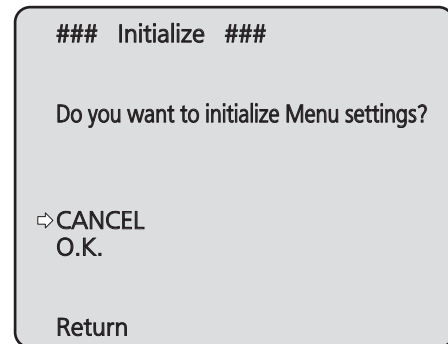 ### Initialize ###
Do you want to initialize Menu settings?
⇨CANCEL
O.K.
Return